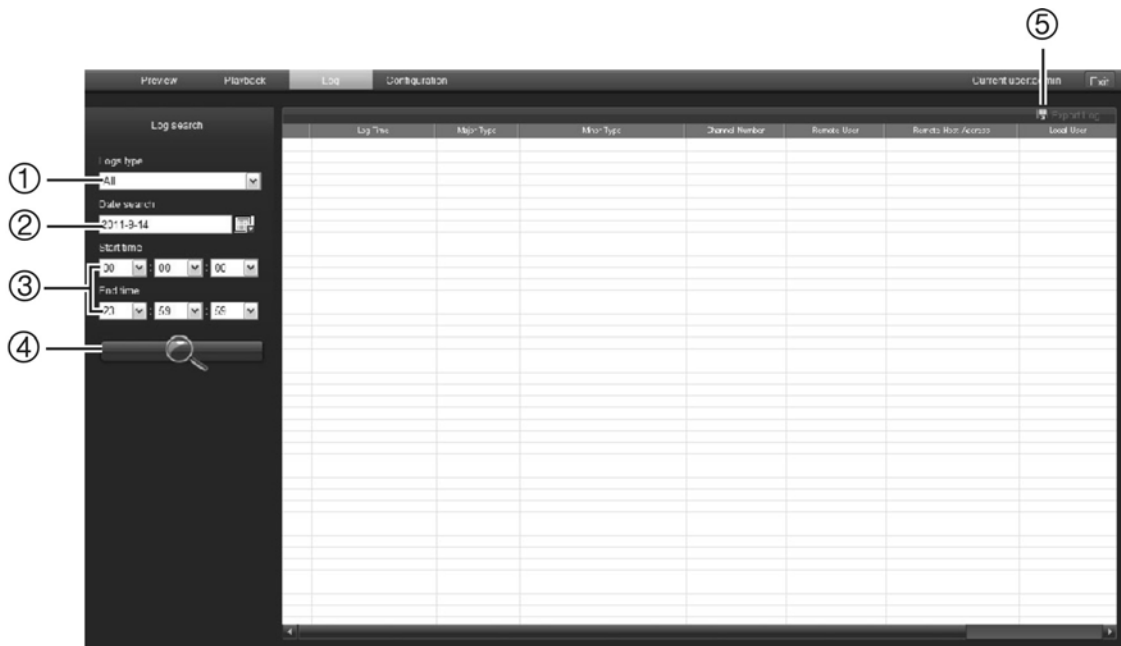 ⑤
Preview Playback Log Configuration Current user:admin Exit
Log search
Export Log
Log Time Major Type Minor Type Channel Number Remote User Remote Host Address Local User
Logs type
① All
Date search
② 2011-9-14
Start time
00 : 00 : 00
③
End time
23 : 59 : 59
④